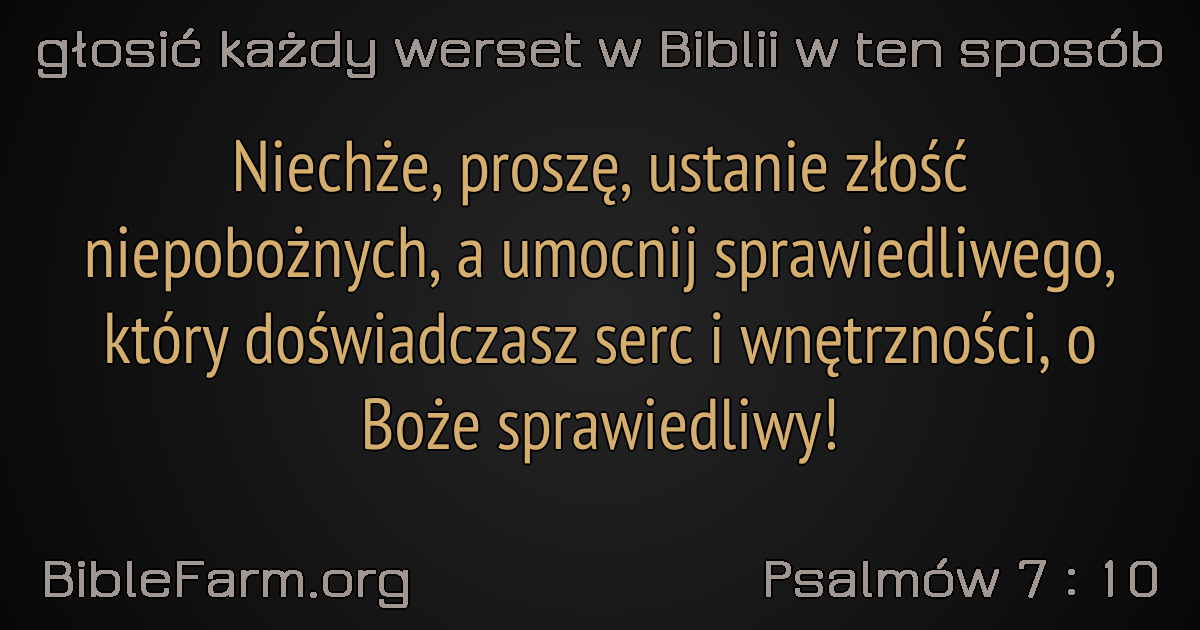 głosić każdy werset w Biblii w ten sposób
Niechże, proszę, ustanie złość
niepobożnych, a umocnij sprawiedliwego,
który doświadczasz serc i wnętrzności, o
Boże sprawiedliwy!
BibleFarm.org
Psalmów 7 : 10